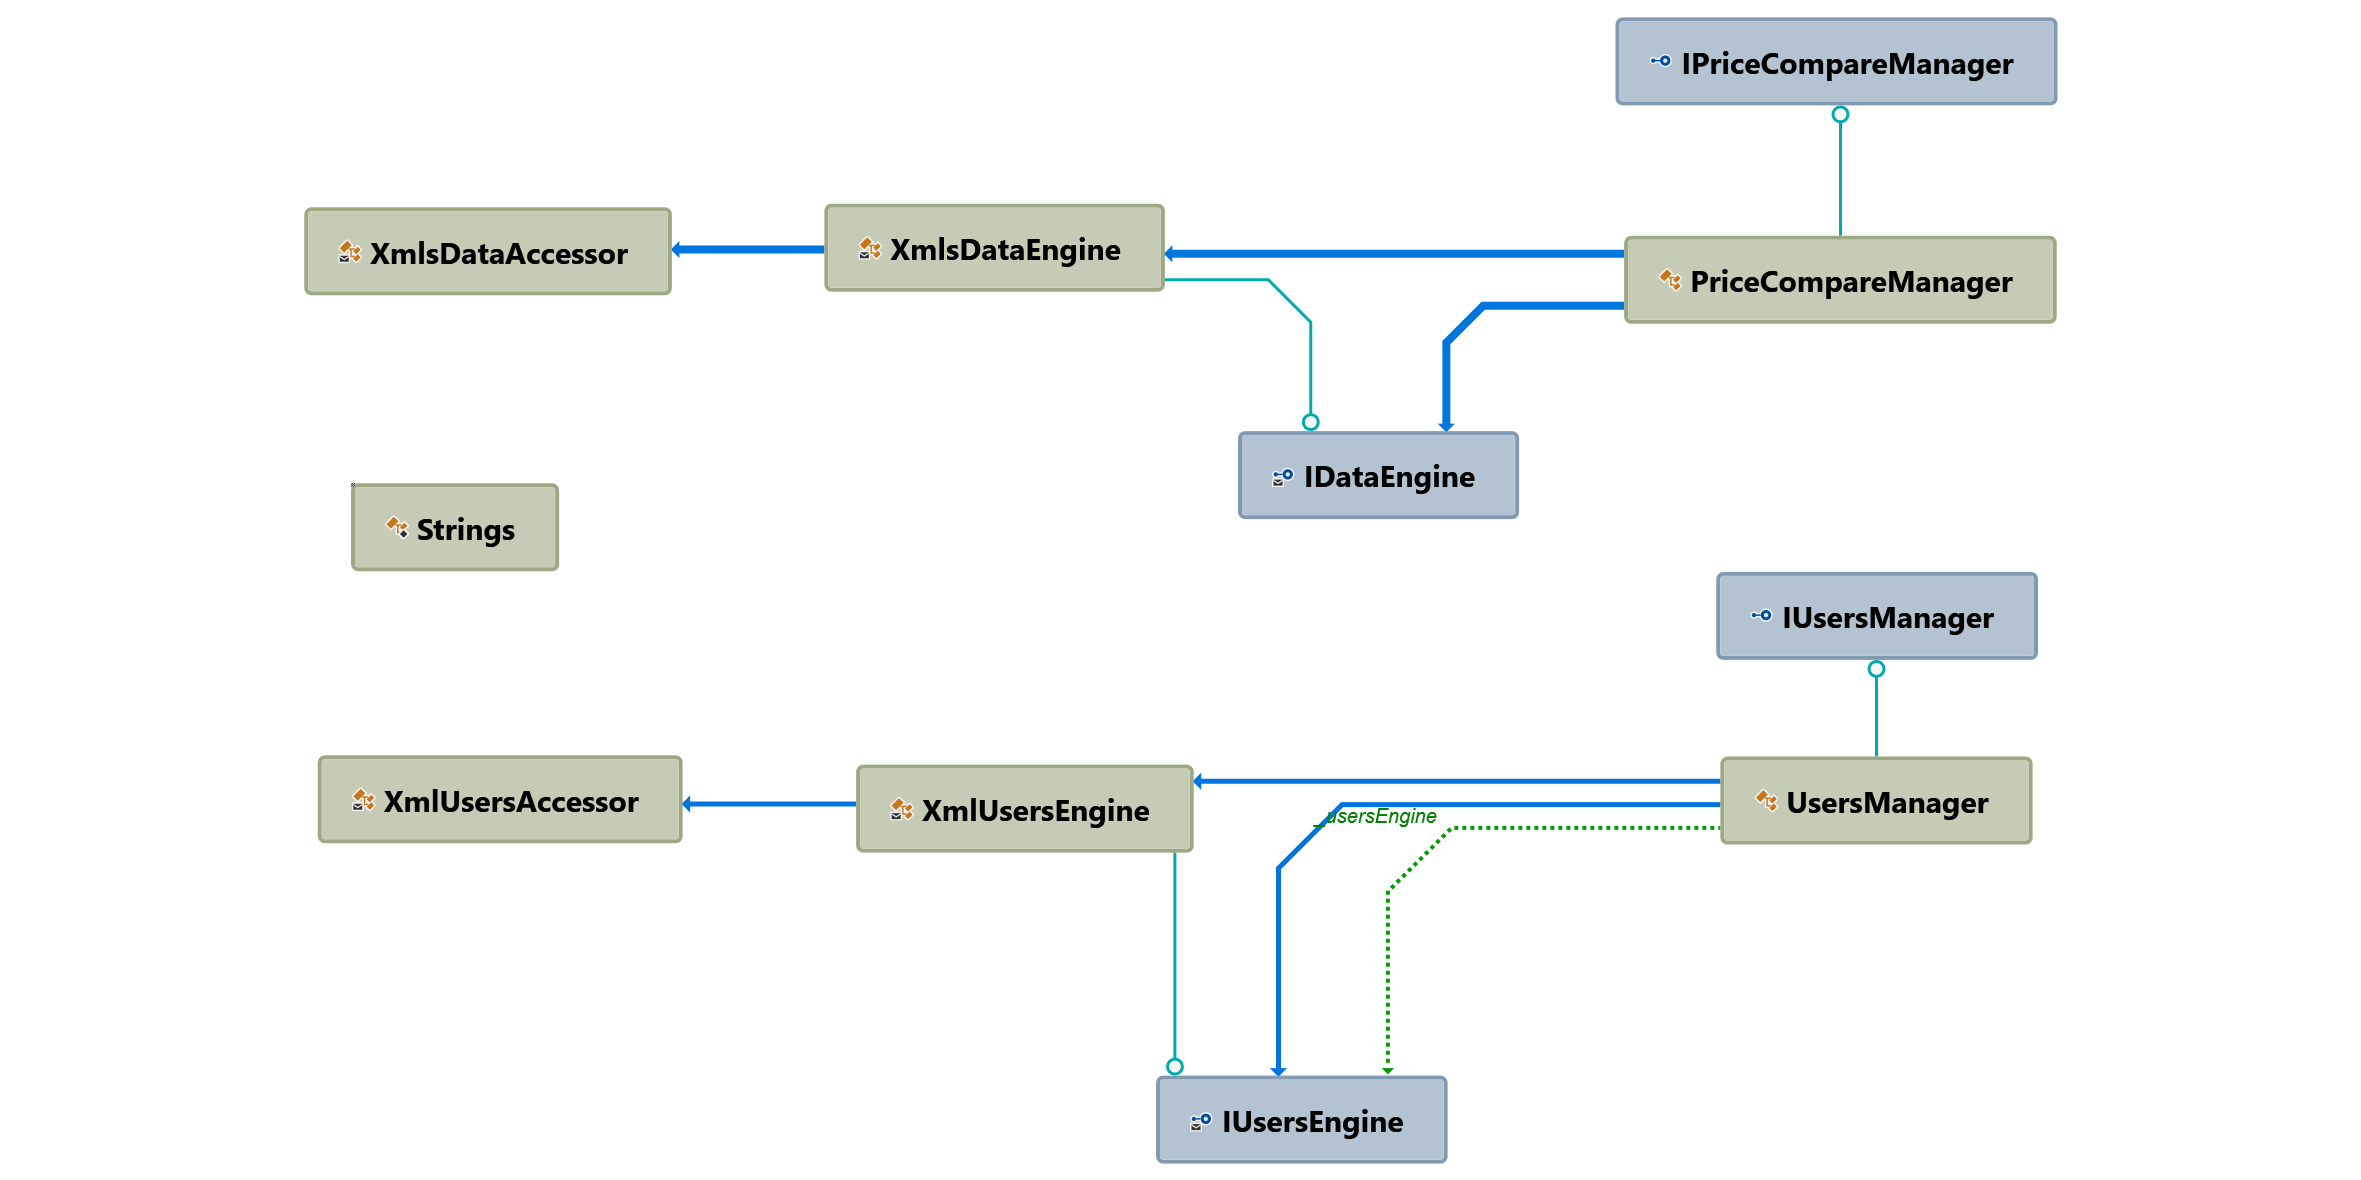 IPriceCompareManager
XmlsDataAccessor
XmlsDataEngine
PriceCompareManager
IDataEngine
Strings
IUsersManager
XmlUsersAccessor
XmlUsersEngine
_usersEngine
UsersManager
IUsersEngine